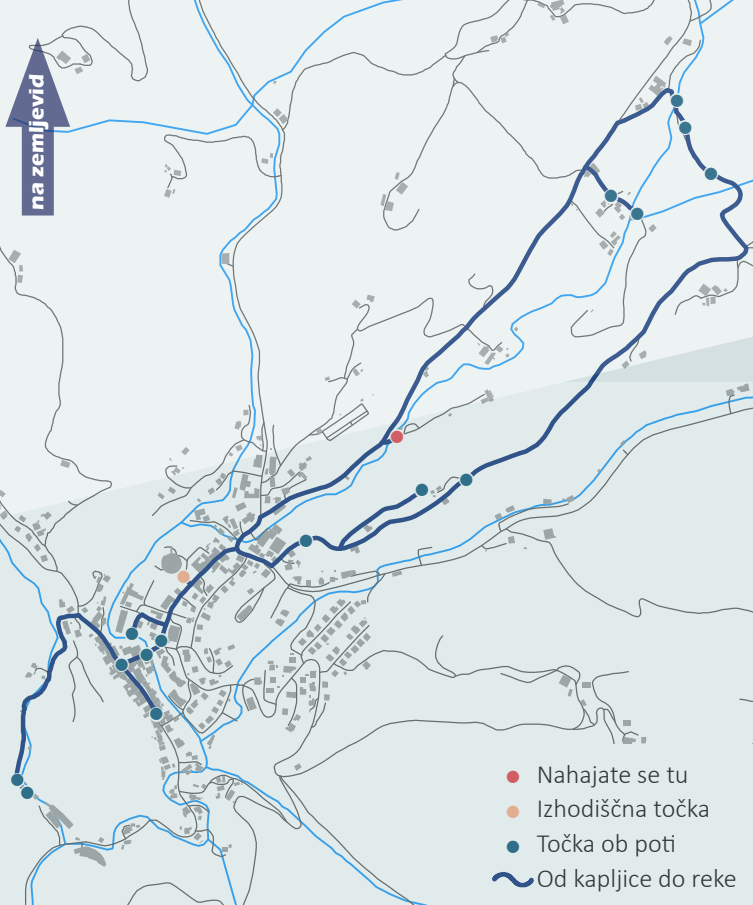 na zemljevid
Nahajate se tu
Izhodiščna točka
Točka ob poti
Od kapljice do reke